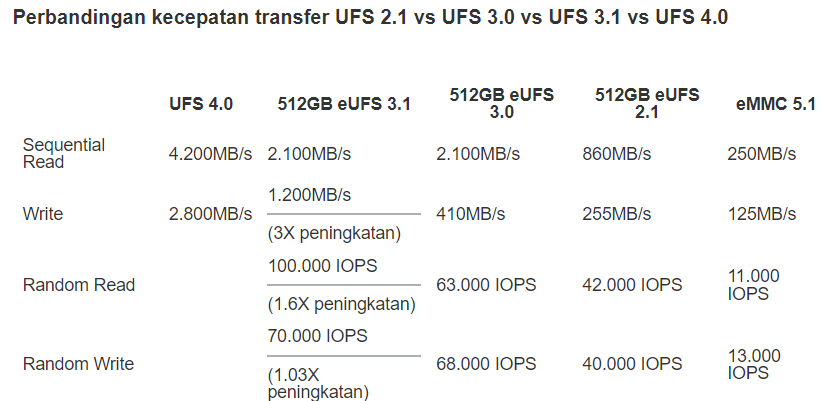 Perbandingan kecepatan transfer UFS 2.1 vs UFS 3.0 vs UFS 3.1 vs UFS 4.0
UFS 4.0 512GB eUFS 3.1 512GB eUFS 3.0 512GB eUFS 2.1 eMMC 5.1
Sequential Read 4.200MB/s 2.100MB/s 2.100MB/s 860MB/s 250MB/s
Write 2.800MB/s 1.200MB/s (3X peningkatan) 410MB/s 255MB/s 125MB/s
Random Read 100.000 IOPS (1.6X peningkatan) 63.000 IOPS 42.000 IOPS 11.000 IOPS
Random Write 70.000 IOPS (1.03X peningkatan) 68.000 IOPS 40.000 IOPS 13.000 IOPS